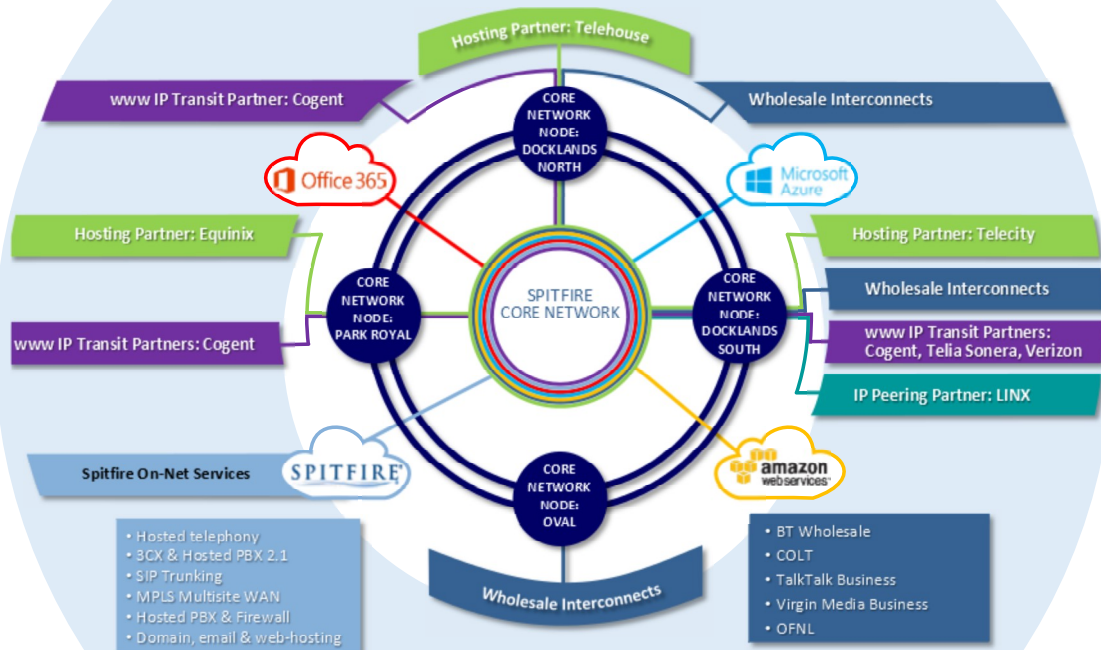 Hosting Partner: Telehouse
www IP Transit Partner: Cogent
Wholesale Interconnects
CORE
NETWORK
NODE:
DOCKLANDS
NORTH
Office 365
Microsoft
Azure
Hosting Partner: Equinix
Hosting Partner: Telecity
CORE
NETWORK
NODE:
PARK ROYAL
SPITFIRE
CORE NETWORK
CORE
NETWORK
NODE:
DOCKLANDS
SOUTH
Wholesale Interconnects
www IP Transit Partners: Cogent
www IP Transit Partners:
Cogent, Telia Sonera, Verizon
IP Peering Partner: LINX
Spitfire On-Net Services
SPITFIRE®
CORE
NETWORK
NODE:
OVAL
amazon
webservices™
• Hosted telephony
• 3CX & Hosted PBX 2.1
• SIP Trunking
• MPLS Multisite WAN
• Hosted PBX & Firewall
• Domain, email & web-hosting
Wholesale Interconnects
• BT Wholesale
• COLT
• TalkTalk Business
• Virgin Media Business
• OFNL